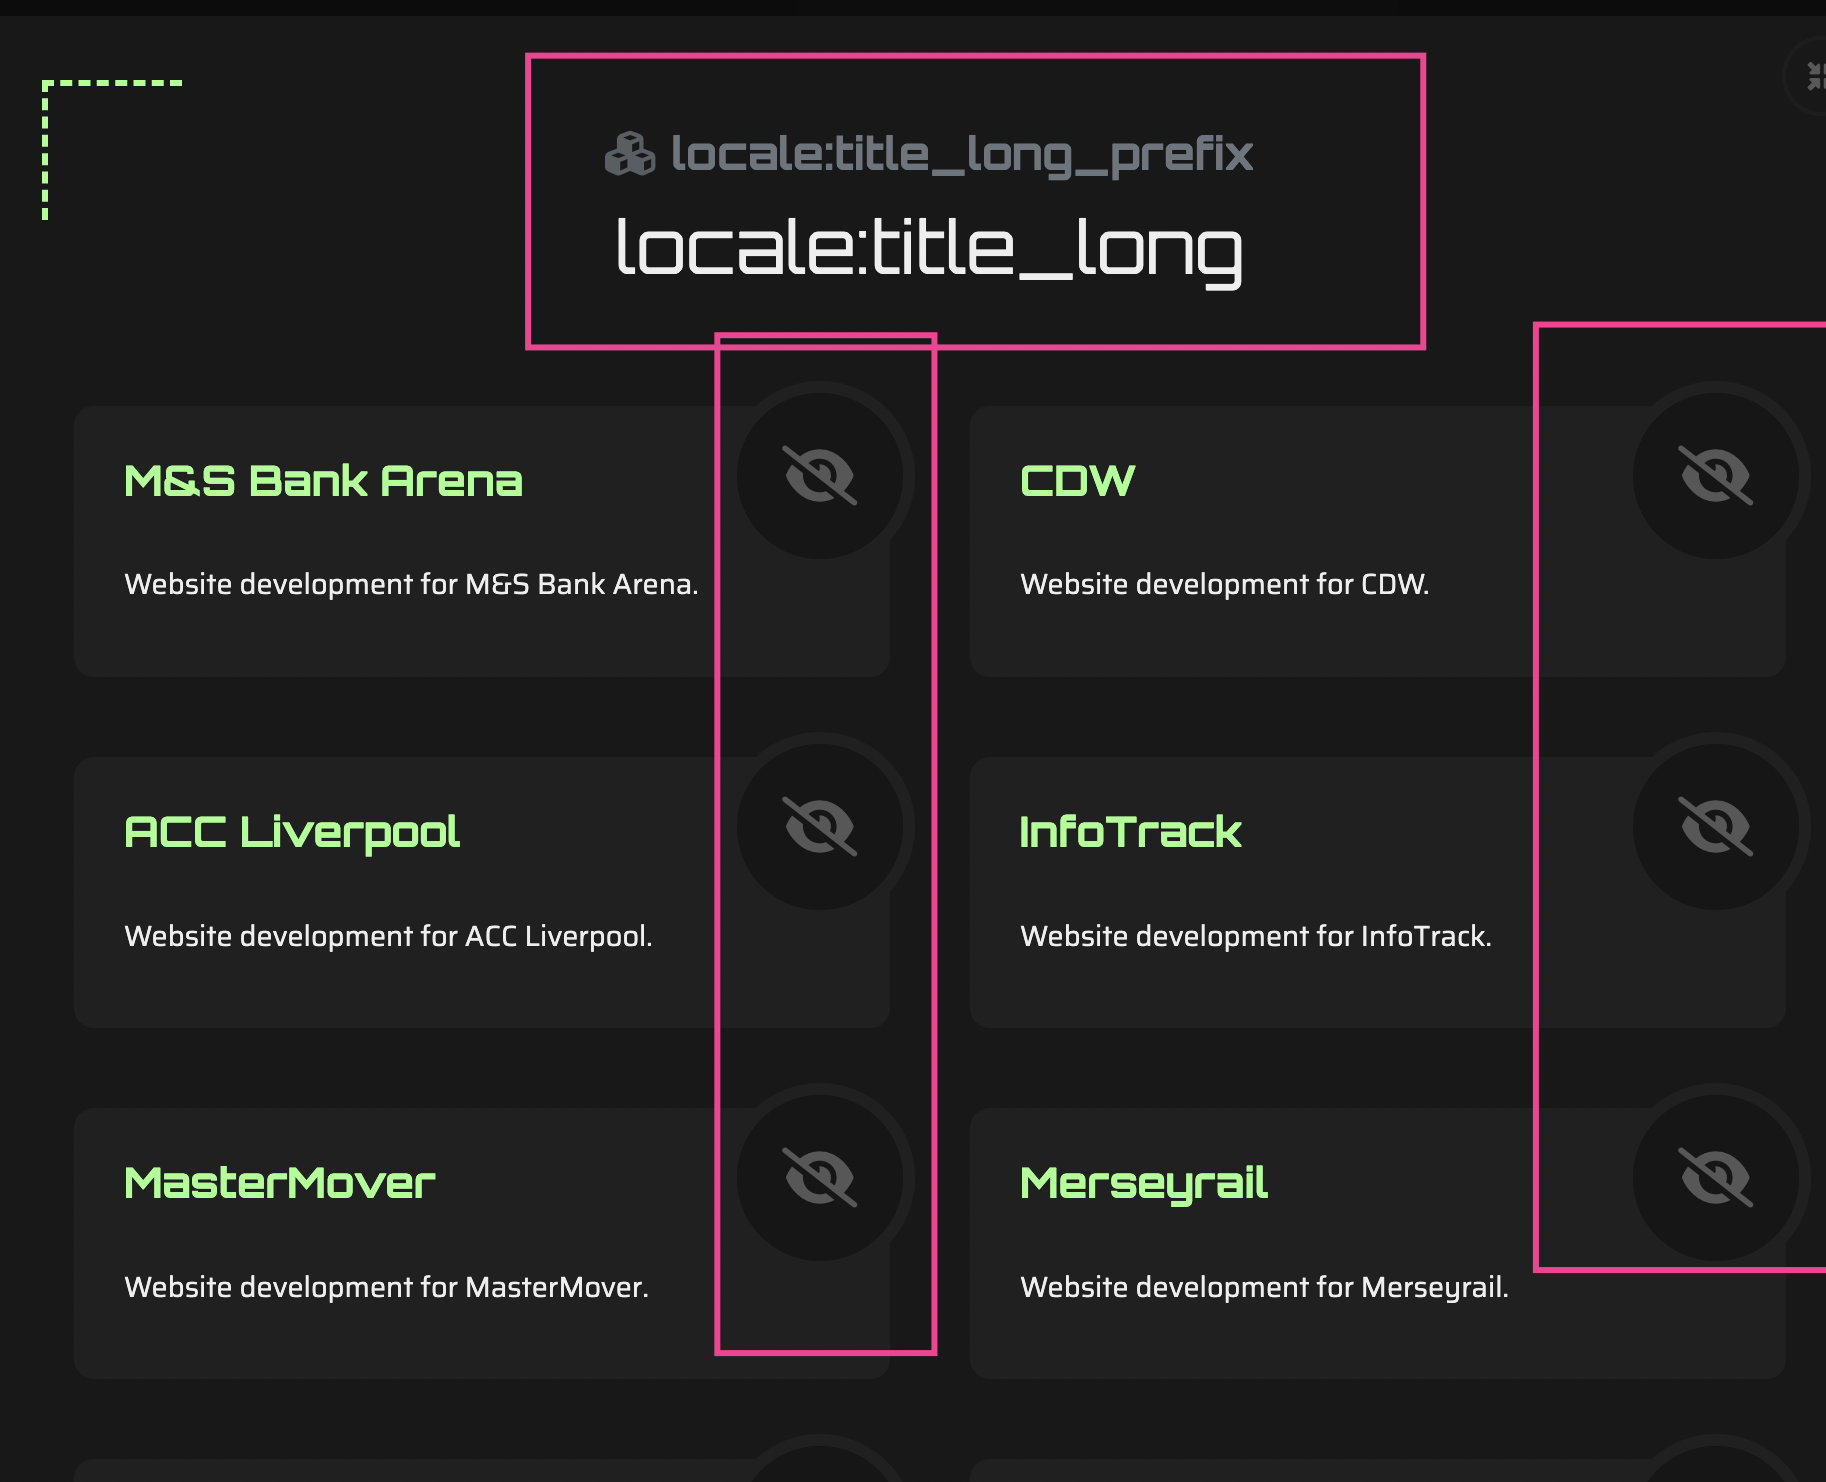 locale:title_long_prefix
locale:title_long
M&S Bank Arena
Website development for M&S Bank Arena.
CDW
Website development for CDW.
ACC Liverpool
Website development for ACC Liverpool.
InfoTrack
Website development for InfoTrack.
MasterMover
Website development for MasterMover.
Merseyrail
Website development for Merseyrail.